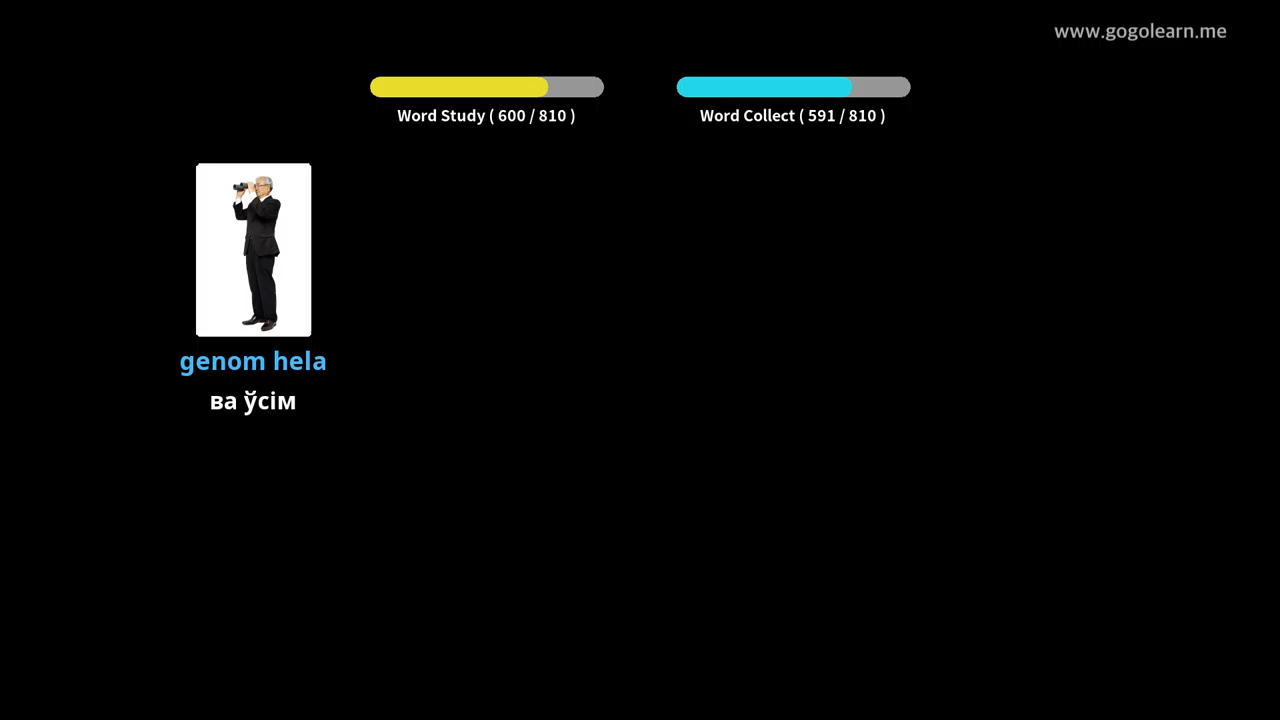 www.gogolearn.me
Word Study ( 600 / 810 )
Word Collect ( 591 / 810 )
genom hela
ва ўсім